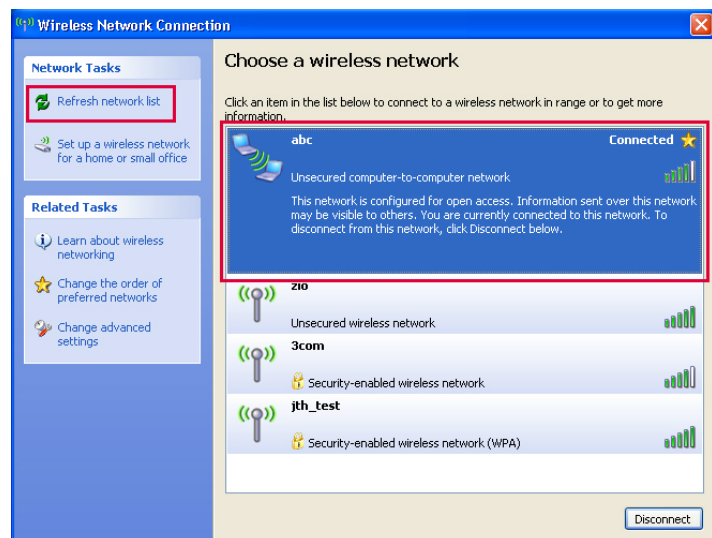 Wireless Network Connection
Network Tasks
Refresh network list
Set up a wireless network
for a home or small office
Related Tasks
Learn about wireless
networking
Change the order of
preferred networks
Change advanced
settings
Choose a wireless network
Click an item in the list below to connect to a wireless network in range or to get more
information.
abc
Connected
Unsecured computer-to-computer network
This network is configured for open access. Information sent over this network
may be visible to others. You are currently connected to this network. To
disconnect from this network, click Disconnect below.
zio
Unsecured wireless network
3com
Security-enabled wireless network
jth_test
Security-enabled wireless network (WPA)
Disconnect